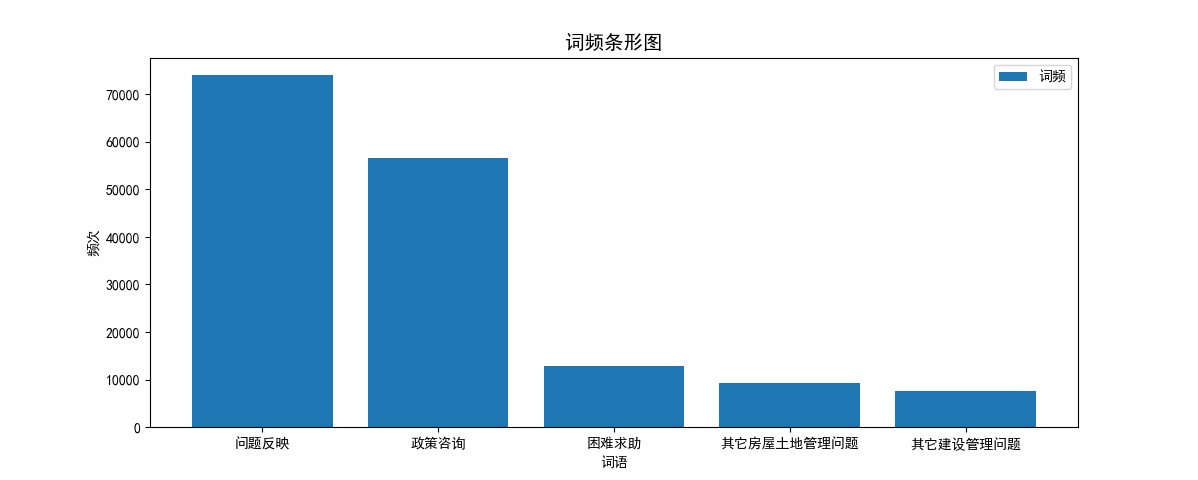 词频条形图
词频
70000
60000
50000
40000
30000
20000
10000
0
频次
问题反映
政策咨询
困难求助
其它房屋土地管理问题
其它建设管理问题
词语